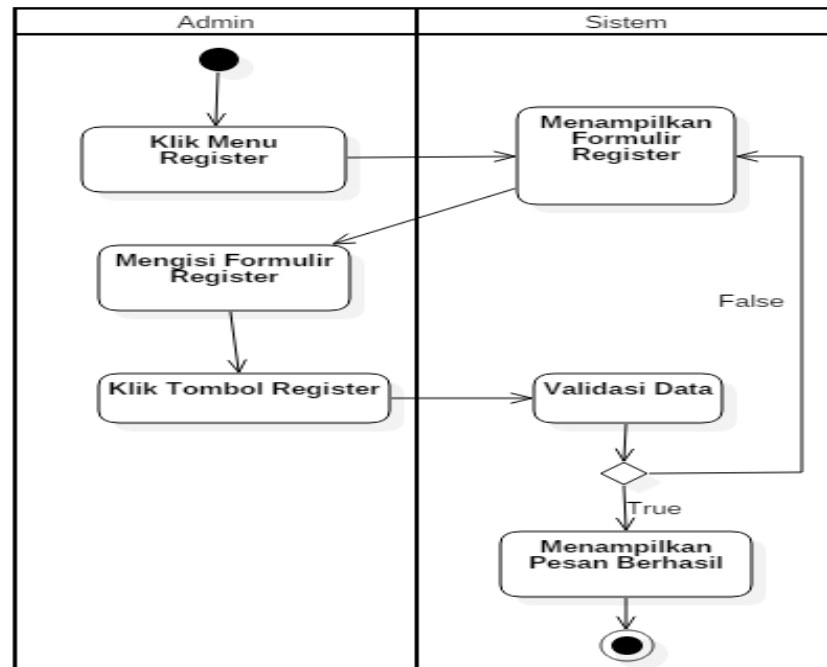 Admin
Sistem
Klik Menu
Register
Menampilkan
Formulir
Register
Mengisi Formulir
Register
False
Klik Tombol Register
Validasi Data
True
Menampilkan
Pesan Berhasil